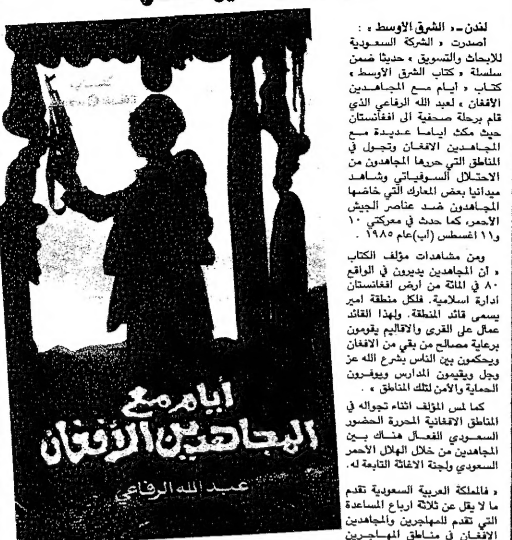 لندن ـ « الشرق الأوسط » :
أصدرت « الشركة السعودية
للأبحاث والتسويق » حديثا ضمن
سلسلة « كتاب الشرق الأوسط »
كتاب « أيام مع المجاهدين
الأفغان » لعبد الله الرفاعي الذي
قام برحلة صحفية الى افغانستان
حيث مكث اياما عديدة مع
المجاهدين الافغان وتجول في
المناطق التي حررها المجاهدون من
الاحتلال السوفياتي وشاهد
ميدانيا بعض المعارك التي خاضها
المجاهدون ضد عناصر الجيش
الأحمر، كما حدث في معركتي ١٠
و١١ اغسطس (آب) عام ١٩٨٥ .
ومن مشاهدات مؤلف الكتاب
« أن المجاهدين يديرون في الواقع
٨٠ في المائة من ارض افغانستان
ادارة اسلامية. فلكل منطقة امير
يسمى قائد المنطقة. ولهذا القائد
عمال على القرى والاقاليم يقومون
برعاية مصالح من بقي من الافغان
ويحكمون بين الناس بشرع الله عز
وجل ويقيمون المدارس ويوفرون
الحماية والأمن لتلك المناطق » .
كما لمس المؤلف اثناء تجواله في
المناطق الافغانية المحررة الحضور
السعودي الفعال هناك بين
المجاهدين من خلال الهلال الاحمر
السعودي ولجنة الاغاثة التابعة له.
« فالمملكة العربية السعودية تقدم
ما لا يقل عن ثلاثة ارباع المساعدة
التي تقدم للمهاجرين والمجاهدين
الافغان في مناطق المهاجرين
كتاب
أيام مع
المجاهدين الأفغان
عبد الله الرفاعي